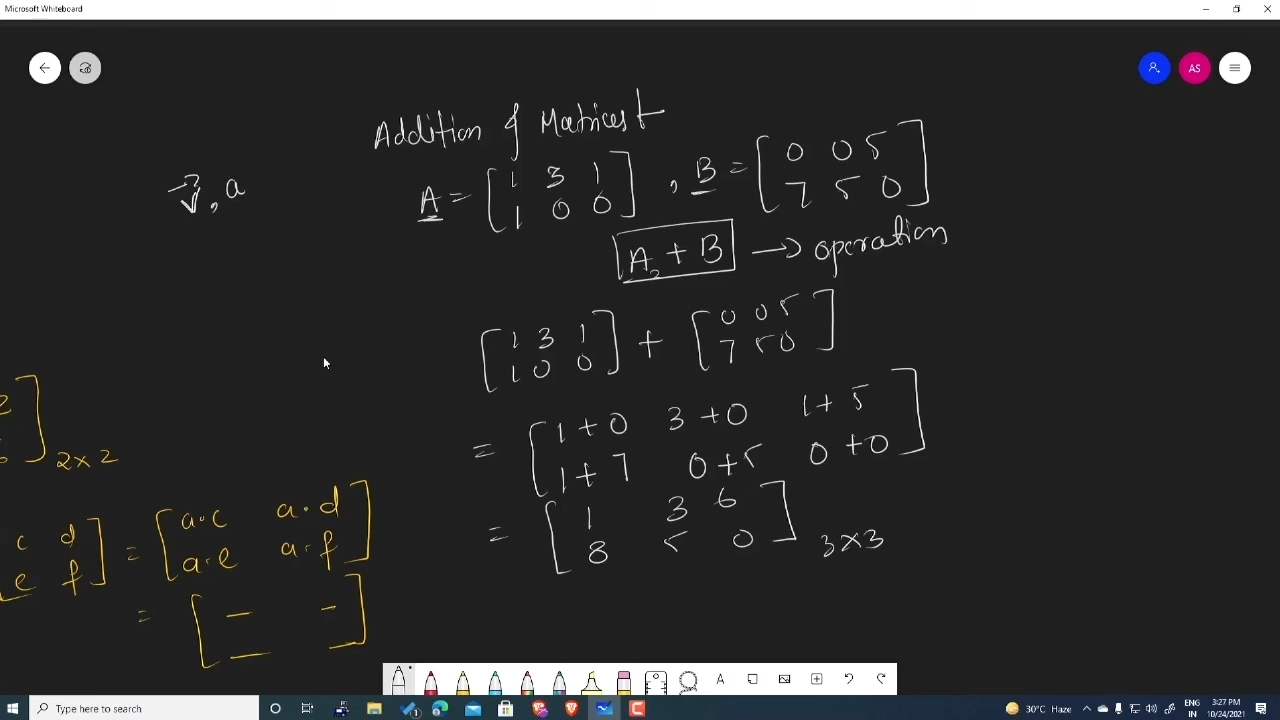 Microsoft Whiteboard
AS
Addition of Matrices
A = [ 1 3 1
1 0 0 ] , B = [ 0 0 5
7 5 0 ]
v, a
A + B → operation
[ 1 3 1
1 0 0 ] + [ 0 0 5
7 5 0 ]
= [ 1+0 3+0 1+5
1+7 0+5 0+0 ]
= [ 1 3 6
8 5 0 ] 3×3
2
] 2×2
c d
e f ] = [ a·c a·d
a·e a·f ]
= [ — —
— — ]
A
Type here to search
1
30°C Haze
ENG
IN
3:27 PM
10/24/2021